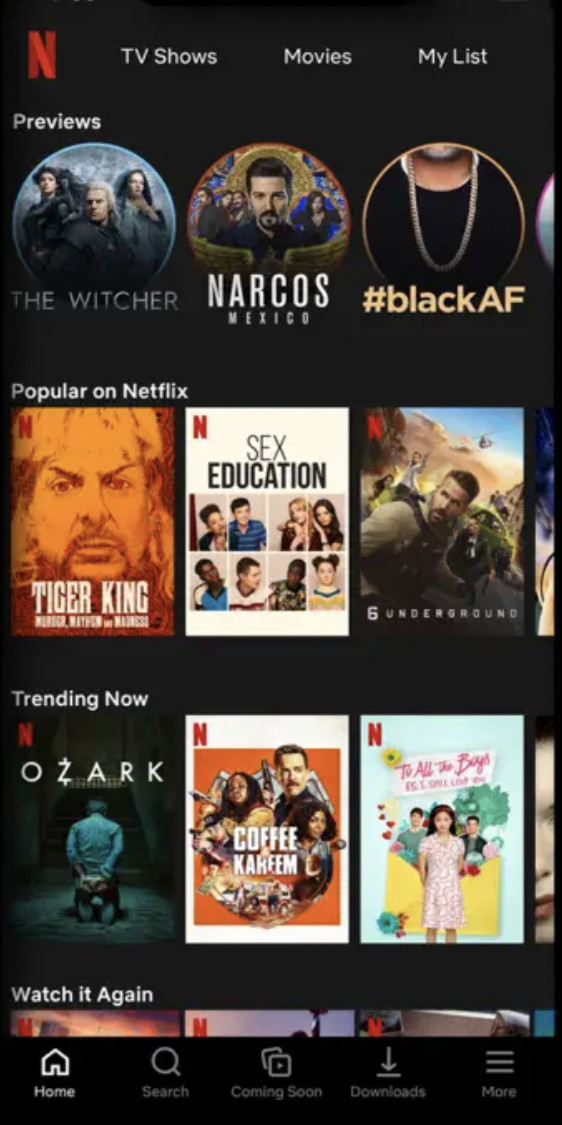 N
TV Shows
Movies
My List
Previews
THE WITCHER
NARCOS
MEXICO
#blackAF
Popular on Netflix
N
TIGER KING
MURDER, MAYHEM AND MADNESS
N
SEX
EDUCATION
N
6 UNDERGROUND
Trending Now
N
OZARK
N
COFFEE
KAREEM
N
To All the Boys
P.S. I STILL LOVE YOU
Watch it Again
N
N
N
Home
Search
Coming Soon
Downloads
More